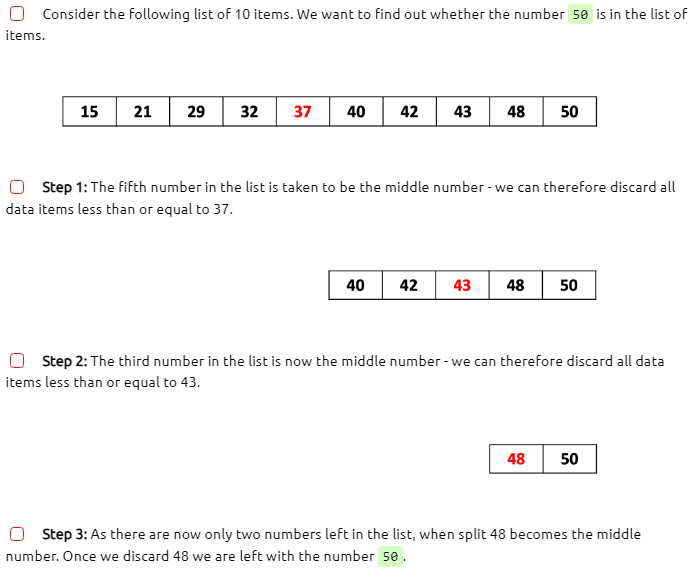 Consider the following list of 10 items. We want to find out whether the number 50 is in the list of
items.
15 21 29 32 37 40 42 43 48 50
Step 1: The fifth number in the list is taken to be the middle number - we can therefore discard all
data items less than or equal to 37.
40 42 43 48 50
Step 2: The third number in the list is now the middle number - we can therefore discard all data
items less than or equal to 43.
48 50
Step 3: As there are now only two numbers left in the list, when split 48 becomes the middle
number. Once we discard 48 we are left with the number 50 .